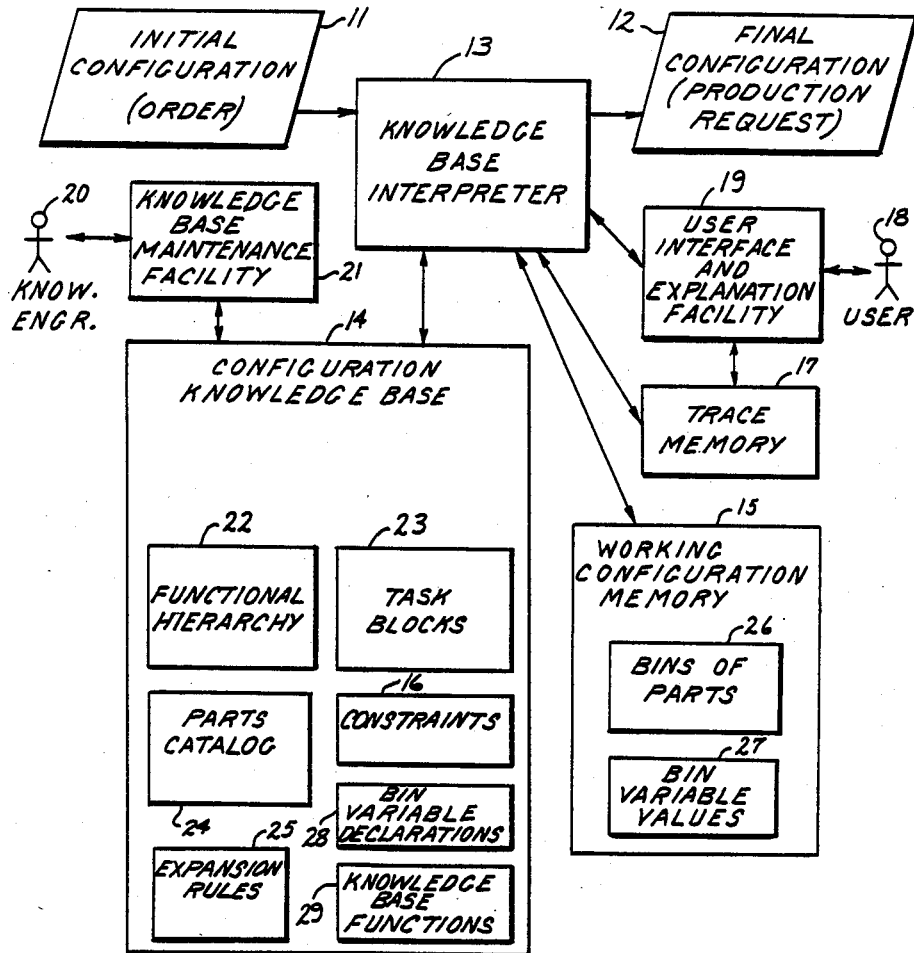 11
INITIAL
CONFIGURATION
(ORDER)
13
KNOWLEDGE
BASE
INTERPRETER
12
FINAL
CONFIGURATION
(PRODUCTION
REQUEST)
20
KNOW.
ENGR.
KNOWLEDGE
BASE
MAINTENANCE
FACILITY
21
19
USER
INTERFACE
AND
EXPLANATION
FACILITY
18
USER
17
TRACE
MEMORY
14
CONFIGURATION
KNOWLEDGE BASE
22
FUNCTIONAL
HIERARCHY
23
TASK
BLOCKS
PARTS
CATALOG
24
16
CONSTRAINTS
25
EXPANSION
RULES
BIN
VARIABLE
DECLARATIONS
28
KNOWLEDGE
BASE
FUNCTIONS
29
15
WORKING
CONFIGURATION
MEMORY
26
BINS OF
PARTS
27
BIN
VARIABLE
VALUES